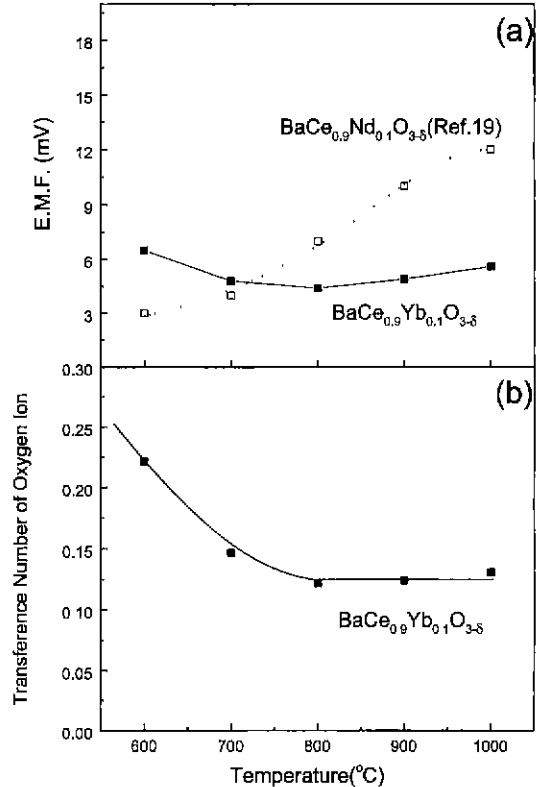 (a)
18
15
12
9
6
3
E.M.F. (mV)
BaCe0.9Nd0.1O3-δ(Ref.19)
BaCe0.9Yb0.1O3-δ
(b)
0.30
0.25
0.20
0.15
0.10
0.05
0.00
Transference Number of Oxygen Ion
BaCe0.9Yb0.1O3-δ
600 700 800 900 1000
Temperature(°C)